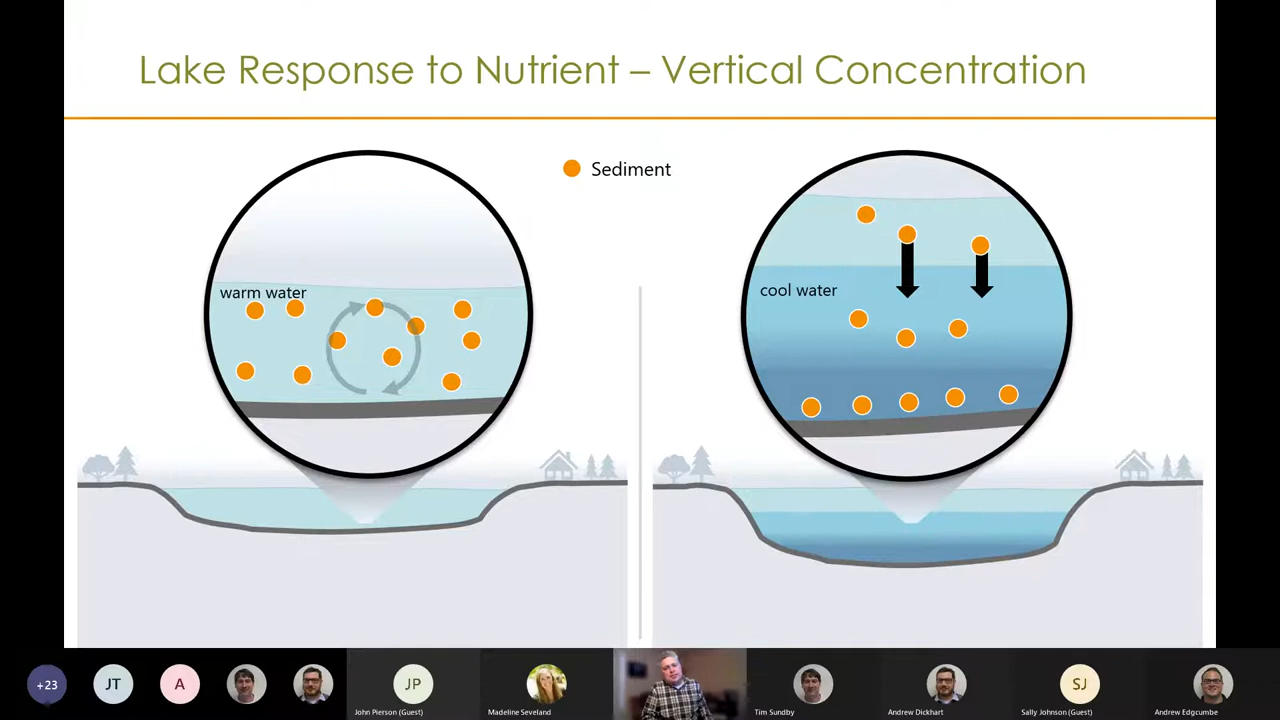 Lake Response to Nutrient – Vertical Concentration
Sediment
warm water
cool water
+23
JT
A
JP
SJ
John Pierson (Guest)
Madeline Seveland
Tim Sundby
Andrew Dickhart
Sally Johnson (Guest)
Andrew Edgcumbe